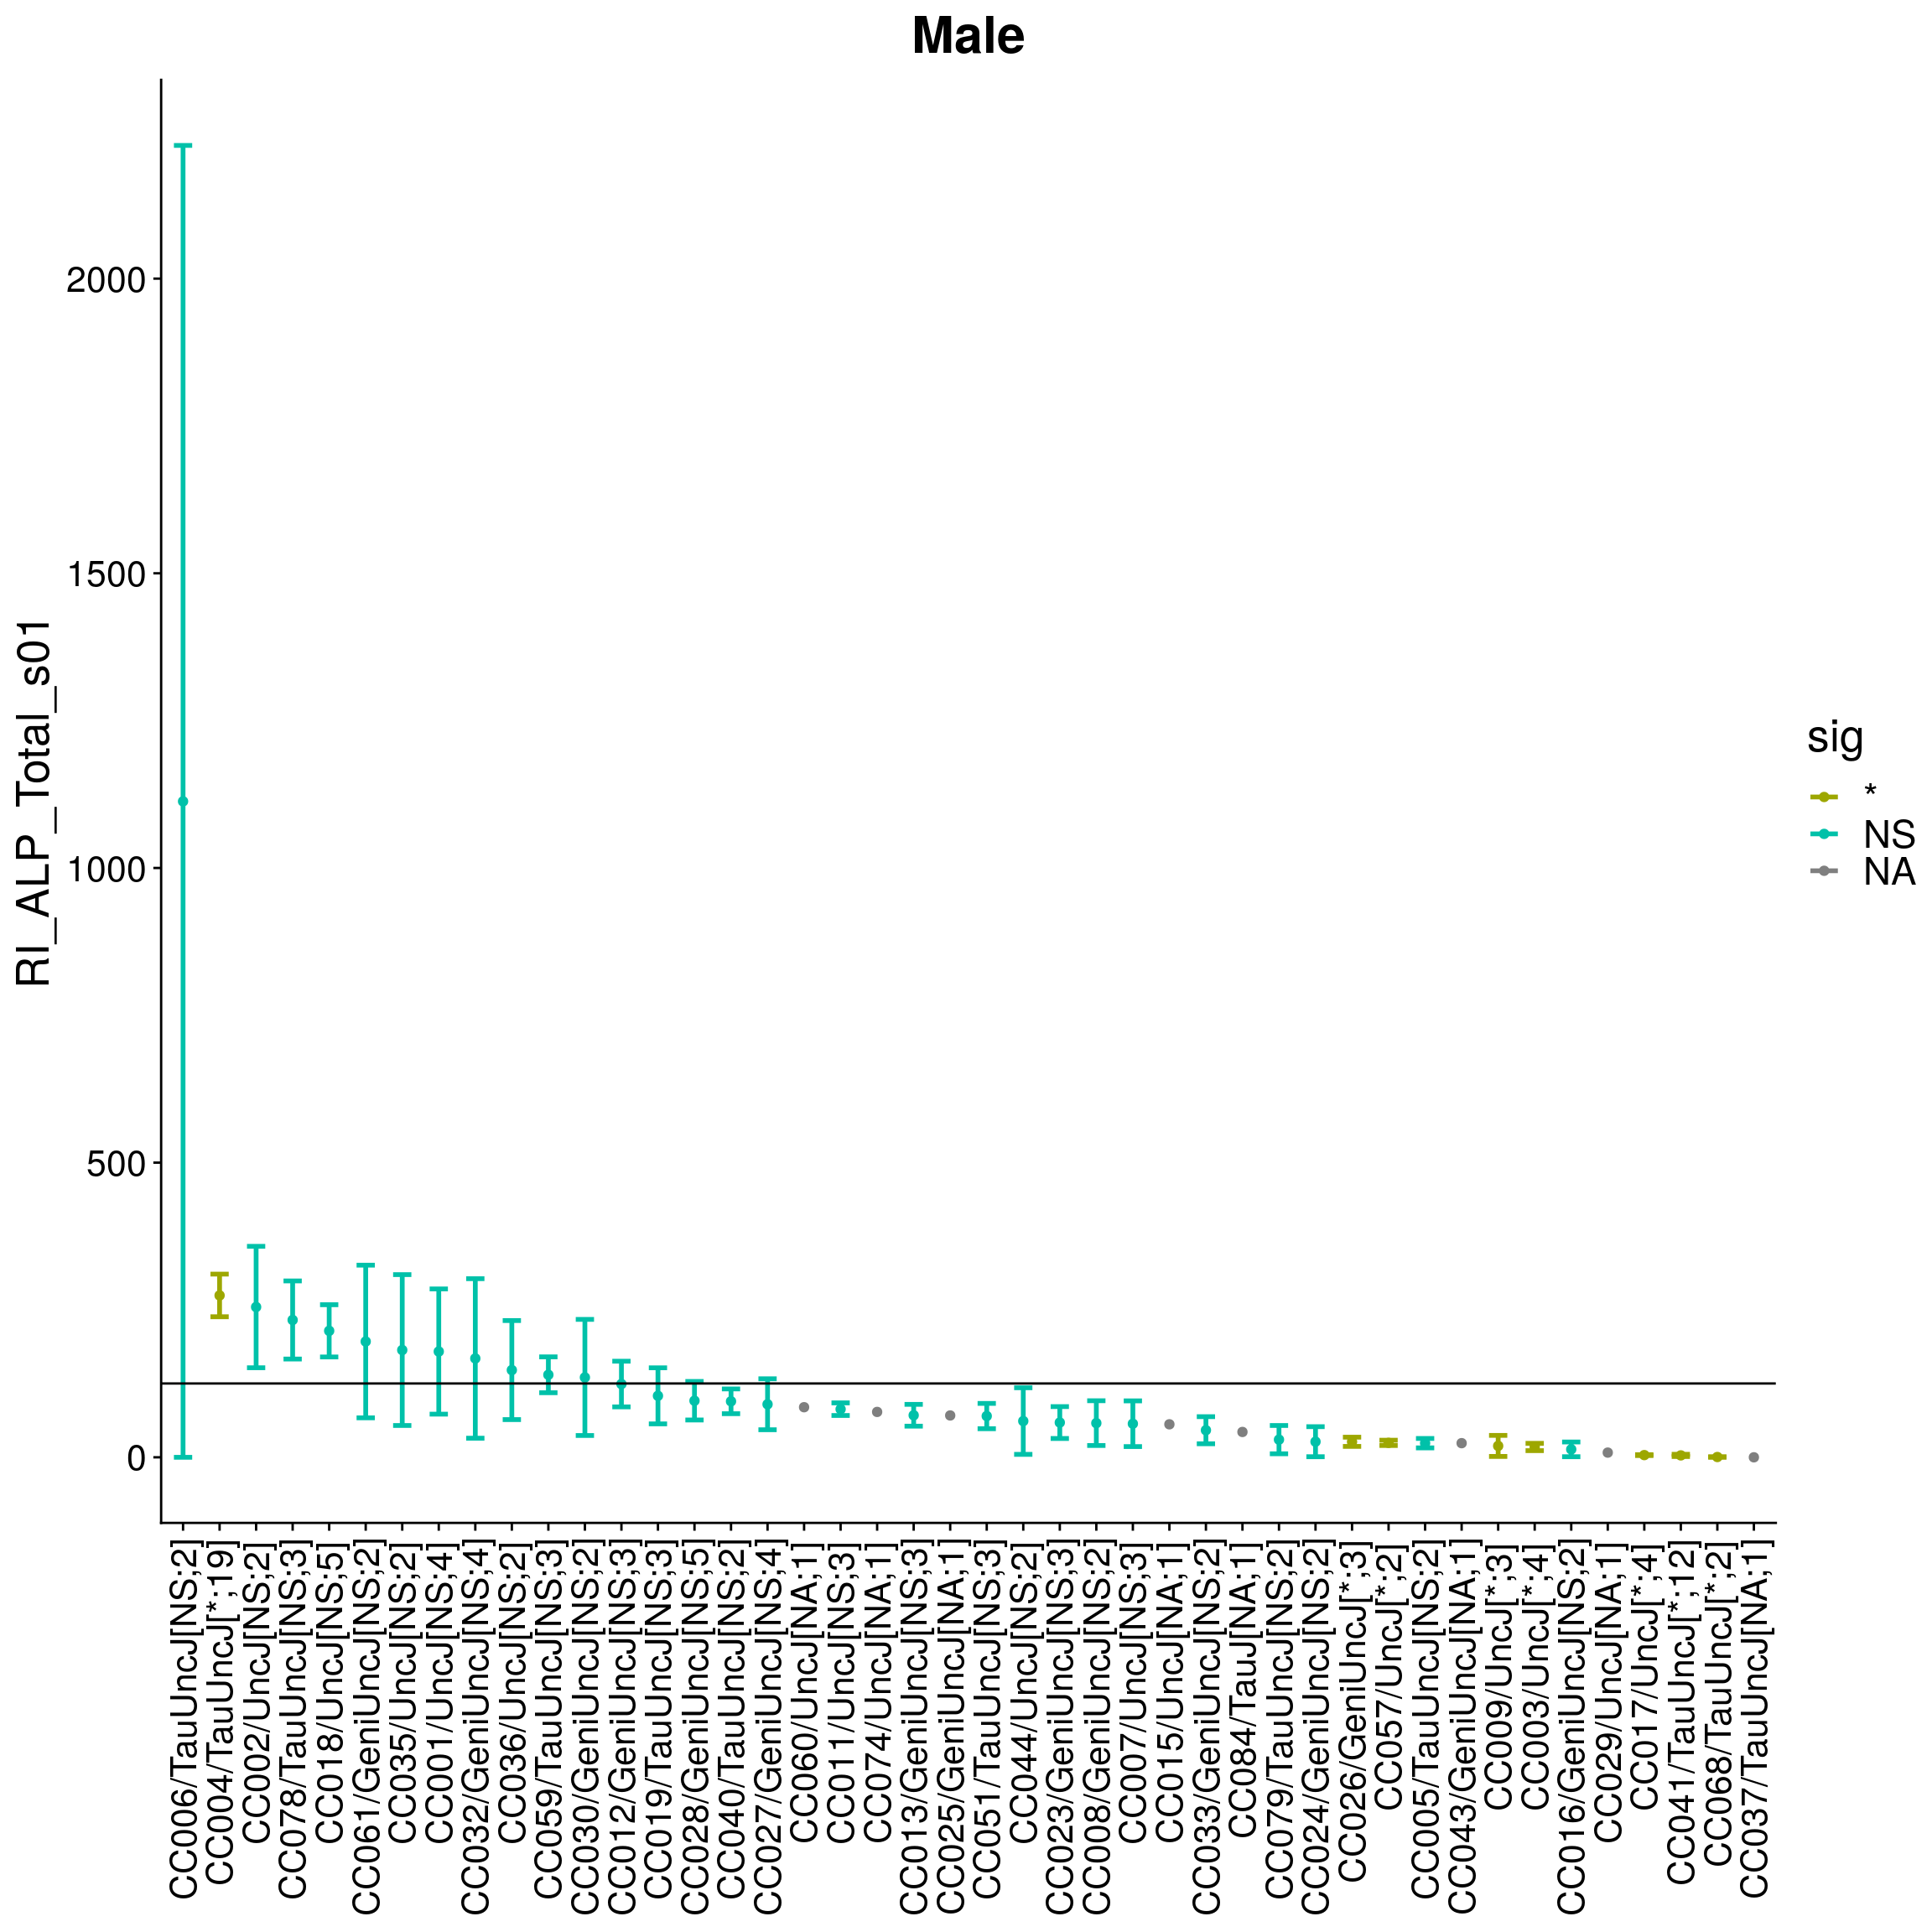 Male
RI_ALP_Total_s01
2000
1500
1000
500
0
CC006/TauUncJ[NS;2]
CC004/TauUncJ[*;19]
CC002/UncJ[NS;2]
CC078/TauUncJ[NS;3]
CC018/UncJ[NS;5]
CC061/GeniUncJ[NS;2]
CC035/UncJ[NS;2]
CC001/UncJ[NS;4]
CC032/GeniUncJ[NS;4]
CC036/UncJ[NS;2]
CC059/TauUncJ[NS;3]
CC030/GeniUncJ[NS;2]
CC012/GeniUncJ[NS;3]
CC019/TauUncJ[NS;3]
CC028/GeniUncJ[NS;5]
CC040/TauUncJ[NS;2]
CC027/GeniUncJ[NS;4]
CC060/UncJ[NA;1]
CC011/UncJ[NS;3]
CC074/UncJ[NA;1]
CC013/GeniUncJ[NS;3]
CC025/GeniUncJ[NA;1]
CC051/TauUncJ[NS;3]
CC044/UncJ[NS;2]
CC023/GeniUncJ[NS;3]
CC008/GeniUncJ[NS;2]
CC007/UncJ[NS;3]
CC015/UncJ[NA;1]
CC033/GeniUncJ[NS;2]
CC084/TauJ[NA;1]
CC079/TauUncJ[NS;2]
CC024/GeniUncJ[NS;2]
CC026/GeniUncJ[*;3]
CC057/UncJ[*;2]
CC005/TauUncJ[NS;2]
CC043/GeniUncJ[NA;1]
CC009/UncJ[*;3]
CC003/UncJ[*;4]
CC016/GeniUncJ[NS;2]
CC029/UncJ[NA;1]
CC017/UncJ[*;4]
CC041/TauUncJ[*;12]
CC068/TauUncJ[*;2]
CC037/TauUncJ[NA;1]
sig
*
NS
NA